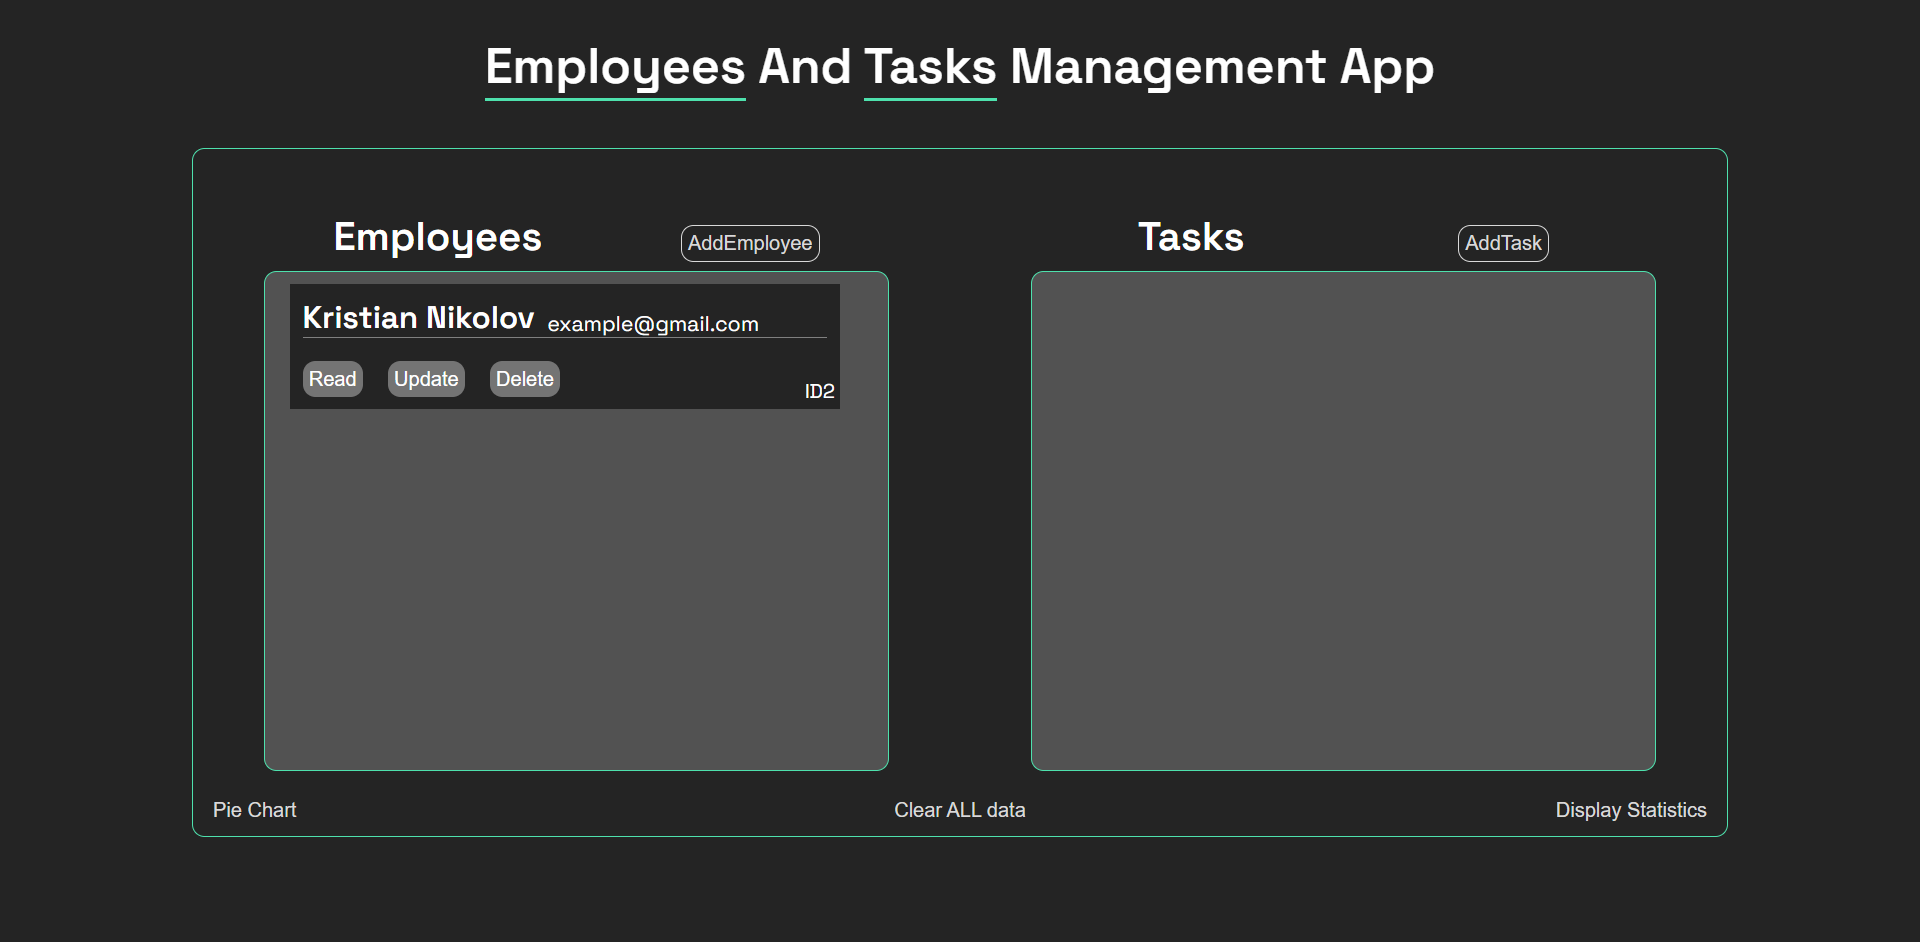 Employees And Tasks Management App
Employees
AddEmployee
Kristian Nikolov example@gmail.com
Read
Update
Delete
ID2
Tasks
AddTask
Pie Chart
Clear ALL data
Display Statistics